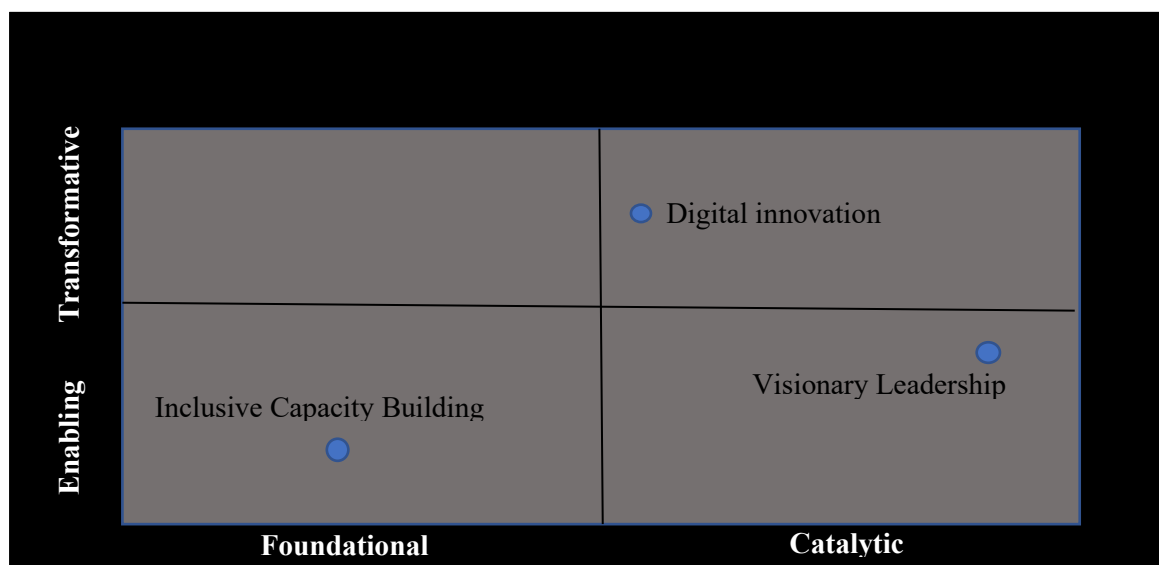 Transformative
Digital innovation
Visionary Leadership
Inclusive Capacity Building
Enabling
Foundational
Catalytic